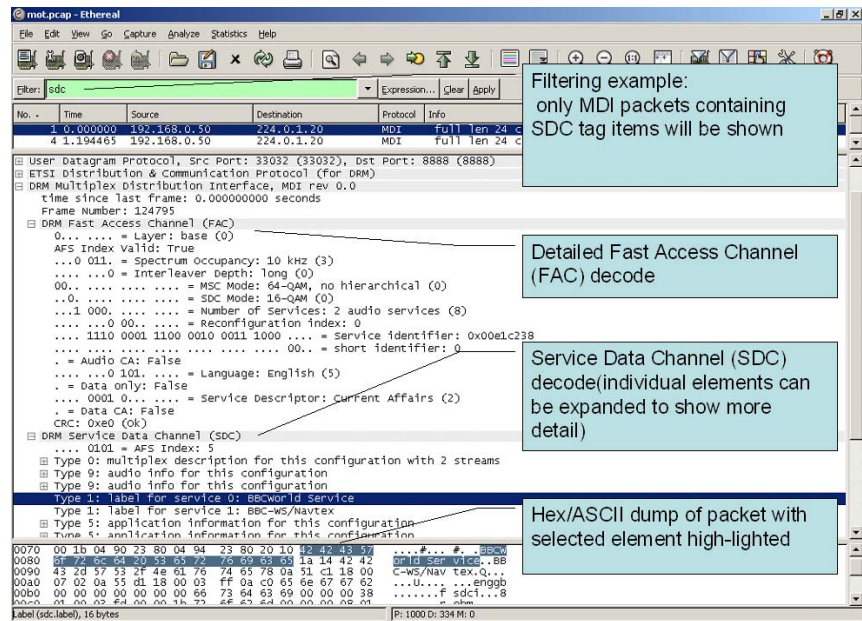 mot.pcap - Ethereal
File Edit View Go Capture Analyze Statistics Help
Filter: sdc Expression... Clear Apply
No. . Time Source Destination Protocol Info
1 0.000000 192.168.0.50 224.0.1.20 MDI full len 24 c
4 1.194465 192.168.0.50 224.0.1.20 MDI full len 24 c
Filtering example:
only MDI packets containing
SDC tag items will be shown
User Datagram Protocol, Src Port: 33032 (33032), Dst Port: 8888 (8888)
ETSI Distribution & Communication Protocol (for DRM)
DRM Multiplex Distribution Interface, MDI rev 0.0
time since last frame: 0.000000000 seconds
Frame Number: 124795
DRM Fast Access Channel (FAC)
0... .... = Layer: base (0)
AFS Index Valid: True
...0 011. = Spectrum Occupancy: 10 kHz (3)
.... ...0 = Interleaver Depth: long (0)
00.. .... .... .... = MSC Mode: 64-QAM, no hierarchical (0)
..0. .... .... .... = SDC Mode: 16-QAM (0)
...1 000. .... .... = Number of Services: 2 audio services (8)
.... ...0 00.. .... = Reconfiguration index: 0
.... 1110 0001 1100 0010 0011 1000 .... = Service identifier: 0x00e1c238
.... .... .... .... .... .... .... 00.. = short identifier: 0
. = Audio CA: False
.... ...0 101. .... = Language: English (5)
. = Data only: False
.... 0001 0... .... = Service Descriptor: Current Affairs (2)
. = Data CA: False
CRC: 0xe0 (ok)
Detailed Fast Access Channel
(FAC) decode
DRM Service Data Channel (SDC)
.... 0101 = AFS Index: 5
Type 0: multiplex description for this configuration with 2 streams
Type 9: audio info for this configuration
Type 9: audio info for this configuration
Type 1: label for service 0: BBCWorld Service
Type 1: label for service 1: BBC-WS/Navtex
Type 5: application information for this configuration
Type 5: application information for this configuration
Service Data Channel (SDC)
decode(individual elements can
be expanded to show more
detail)
0070 00 1b 04 90 23 80 04 94 23 80 20 10 42 42 43 57 ....#... #. .BBCW
0080 6f 72 6c 64 20 53 65 72 76 69 63 65 1a 14 42 42 orld Ser vice..BB
0090 43 2d 57 53 2f 4e 61 76 74 65 78 0a 51 c1 18 00 C-WS/Nav tex.Q...
00a0 07 02 0a 55 d1 18 00 03 ff 0a c0 65 6e 67 67 62 ...U.... ...enggb
00b0 00 00 00 00 00 00 00 66 73 64 63 69 00 00 00 38 .......f sdci...8
Hex/ASCII dump of packet with
selected element high-lighted
Label (sdc.label), 16 bytes P: 1000 D: 334 M: 0